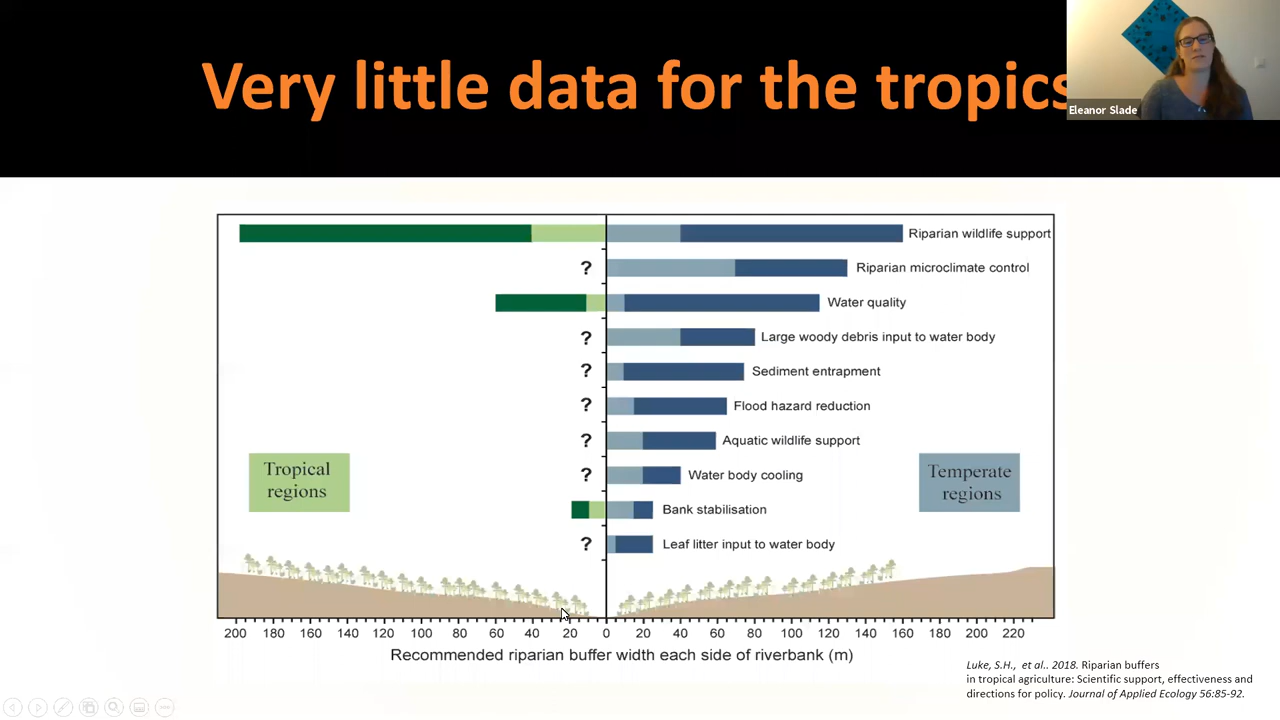 Very little data for the tropics
Eleanor Slade
Riparian wildlife support
? Riparian microclimate control
Water quality
? Large woody debris input to water body
? Sediment entrapment
? Flood hazard reduction
? Aquatic wildlife support
? Water body cooling
Bank stabilisation
? Leaf litter input to water body
Tropical
regions
Temperate
regions
200 180 160 140 120 100 80 60 40 20 0 20 40 60 80 100 120 140 160 180 200 220
Recommended riparian buffer width each side of riverbank (m)
Luke, S.H., et al.. 2018. Riparian buffers
in tropical agriculture: Scientific support, effectiveness and
directions for policy. Journal of Applied Ecology 56:85-92.